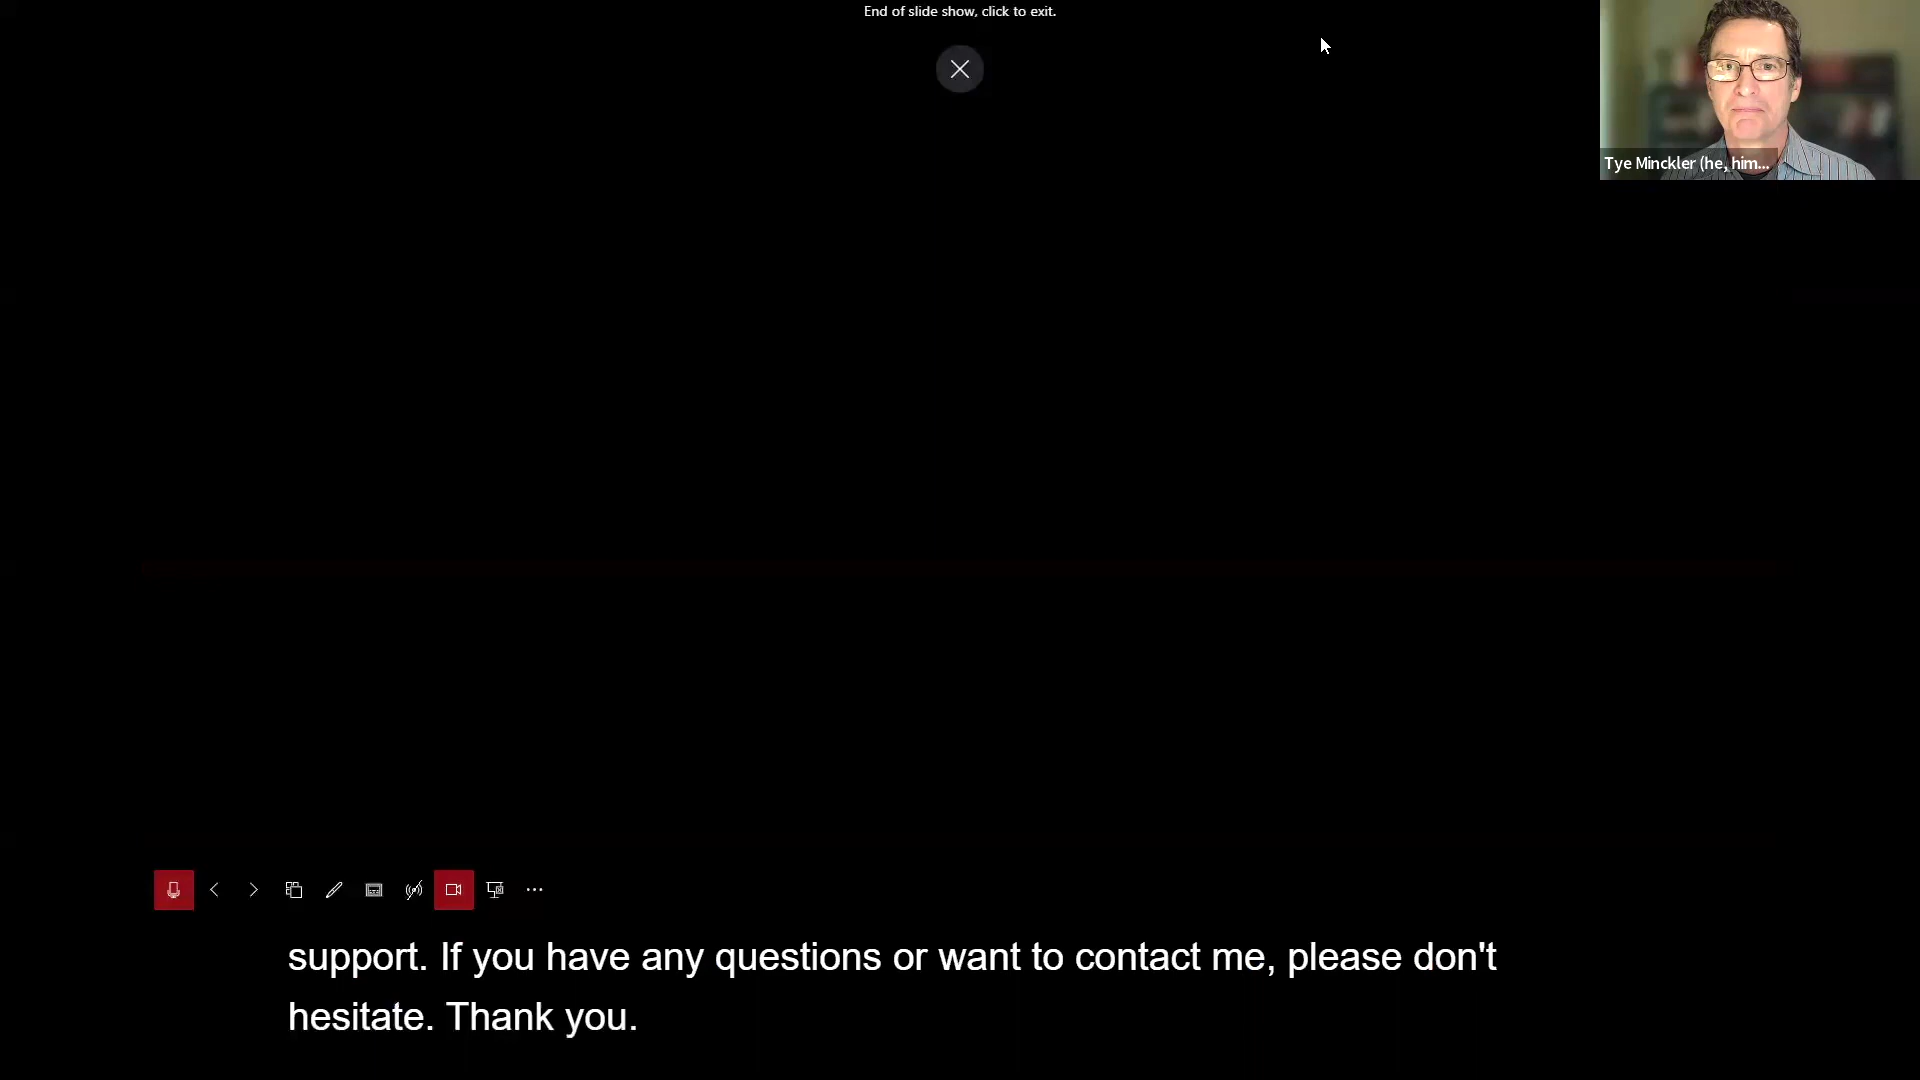 End of slide show, click to exit.
Tye Minckler (he, him...
support. If you have any questions or want to contact me, please don't
hesitate. Thank you.